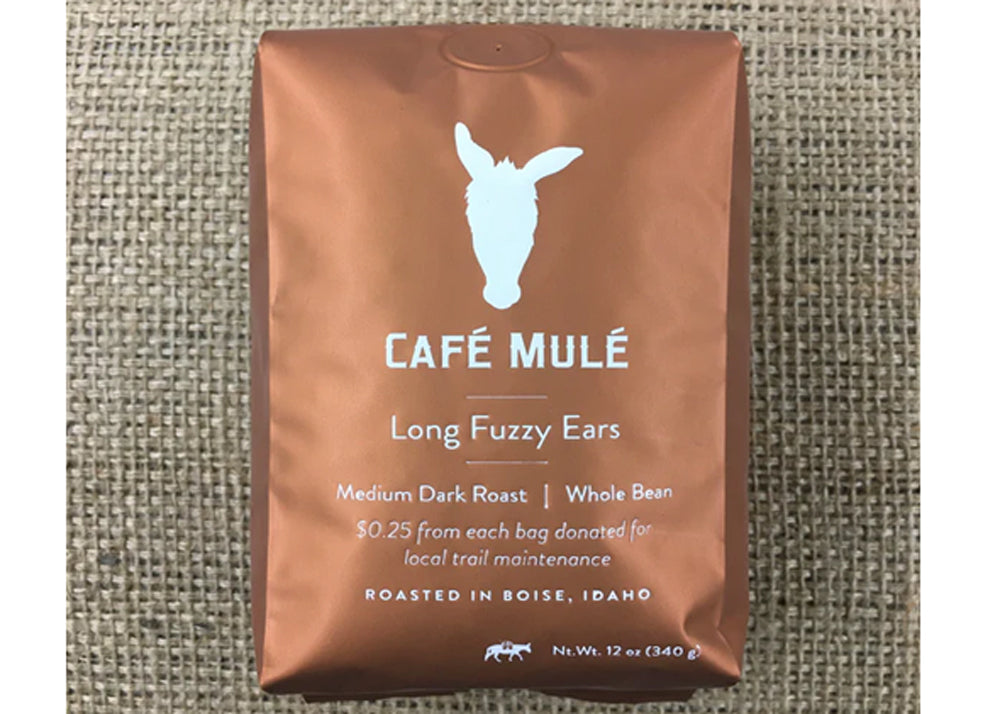 CAFÉ MULÉ
Long Fuzzy Ears
Medium Dark Roast | Whole Bean
$0.25 from each bag donated for
local trail maintenance
ROASTED IN BOISE, IDAHO
Nt.Wt. 12 oz (340 g)